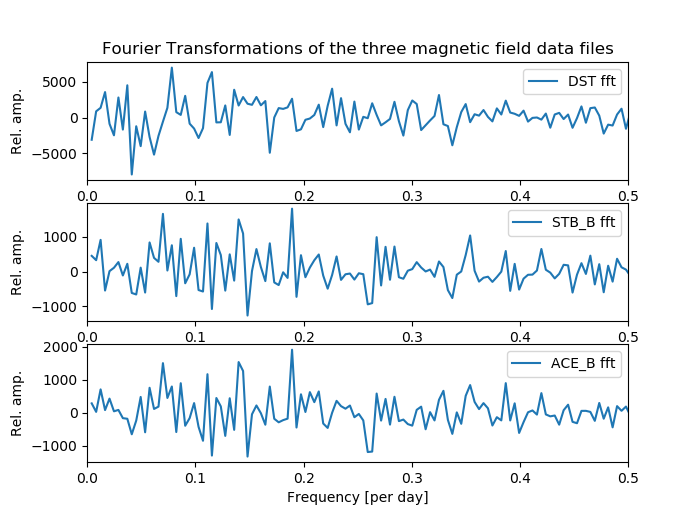 Fourier Transformations of the three magnetic field data files
DST fft
5000
0
−5000
Rel. amp.
0.0 0.1 0.2 0.3 0.4 0.5
STB_B fft
1000
0
−1000
Rel. amp.
0.0 0.1 0.2 0.3 0.4 0.5
ACE_B fft
2000
1000
0
−1000
Rel. amp.
0.0 0.1 0.2 0.3 0.4 0.5
Frequency [per day]